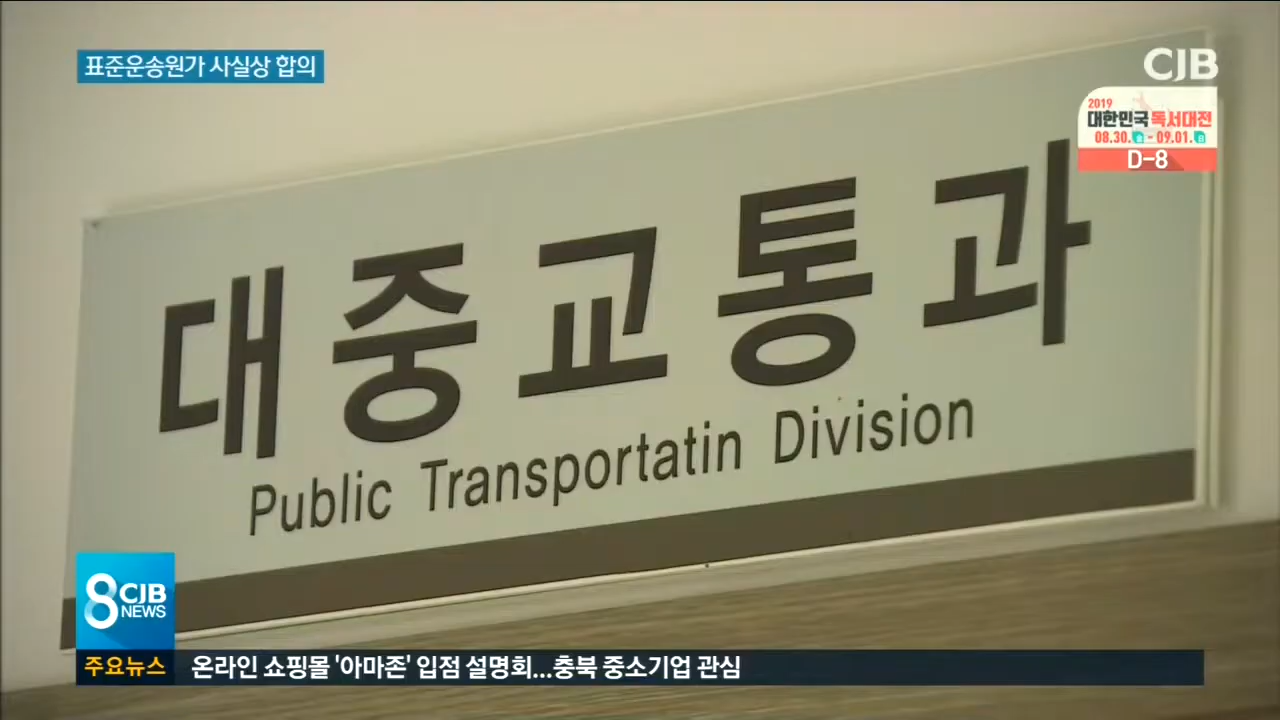 표준운송원가 사실상 합의
CJB
2019
대한민국 독서대전
08.30.금 - 09.01.일
D-8
대중교통과
Public Transportatin Division
8 CJB
NEWS
주요뉴스 온라인 쇼핑몰 '아마존' 입점 설명회...충북 중소기업 관심